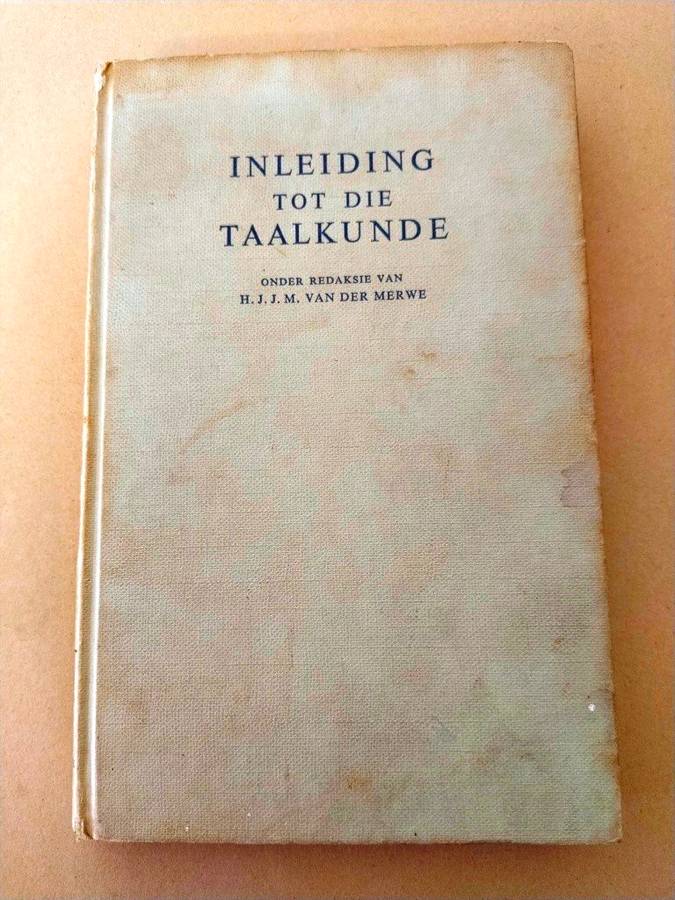 INLEIDING
TOT DIE
TAALKUNDE
ONDER REDAKSIE VAN
H. J. J. M. VAN DER MERWE